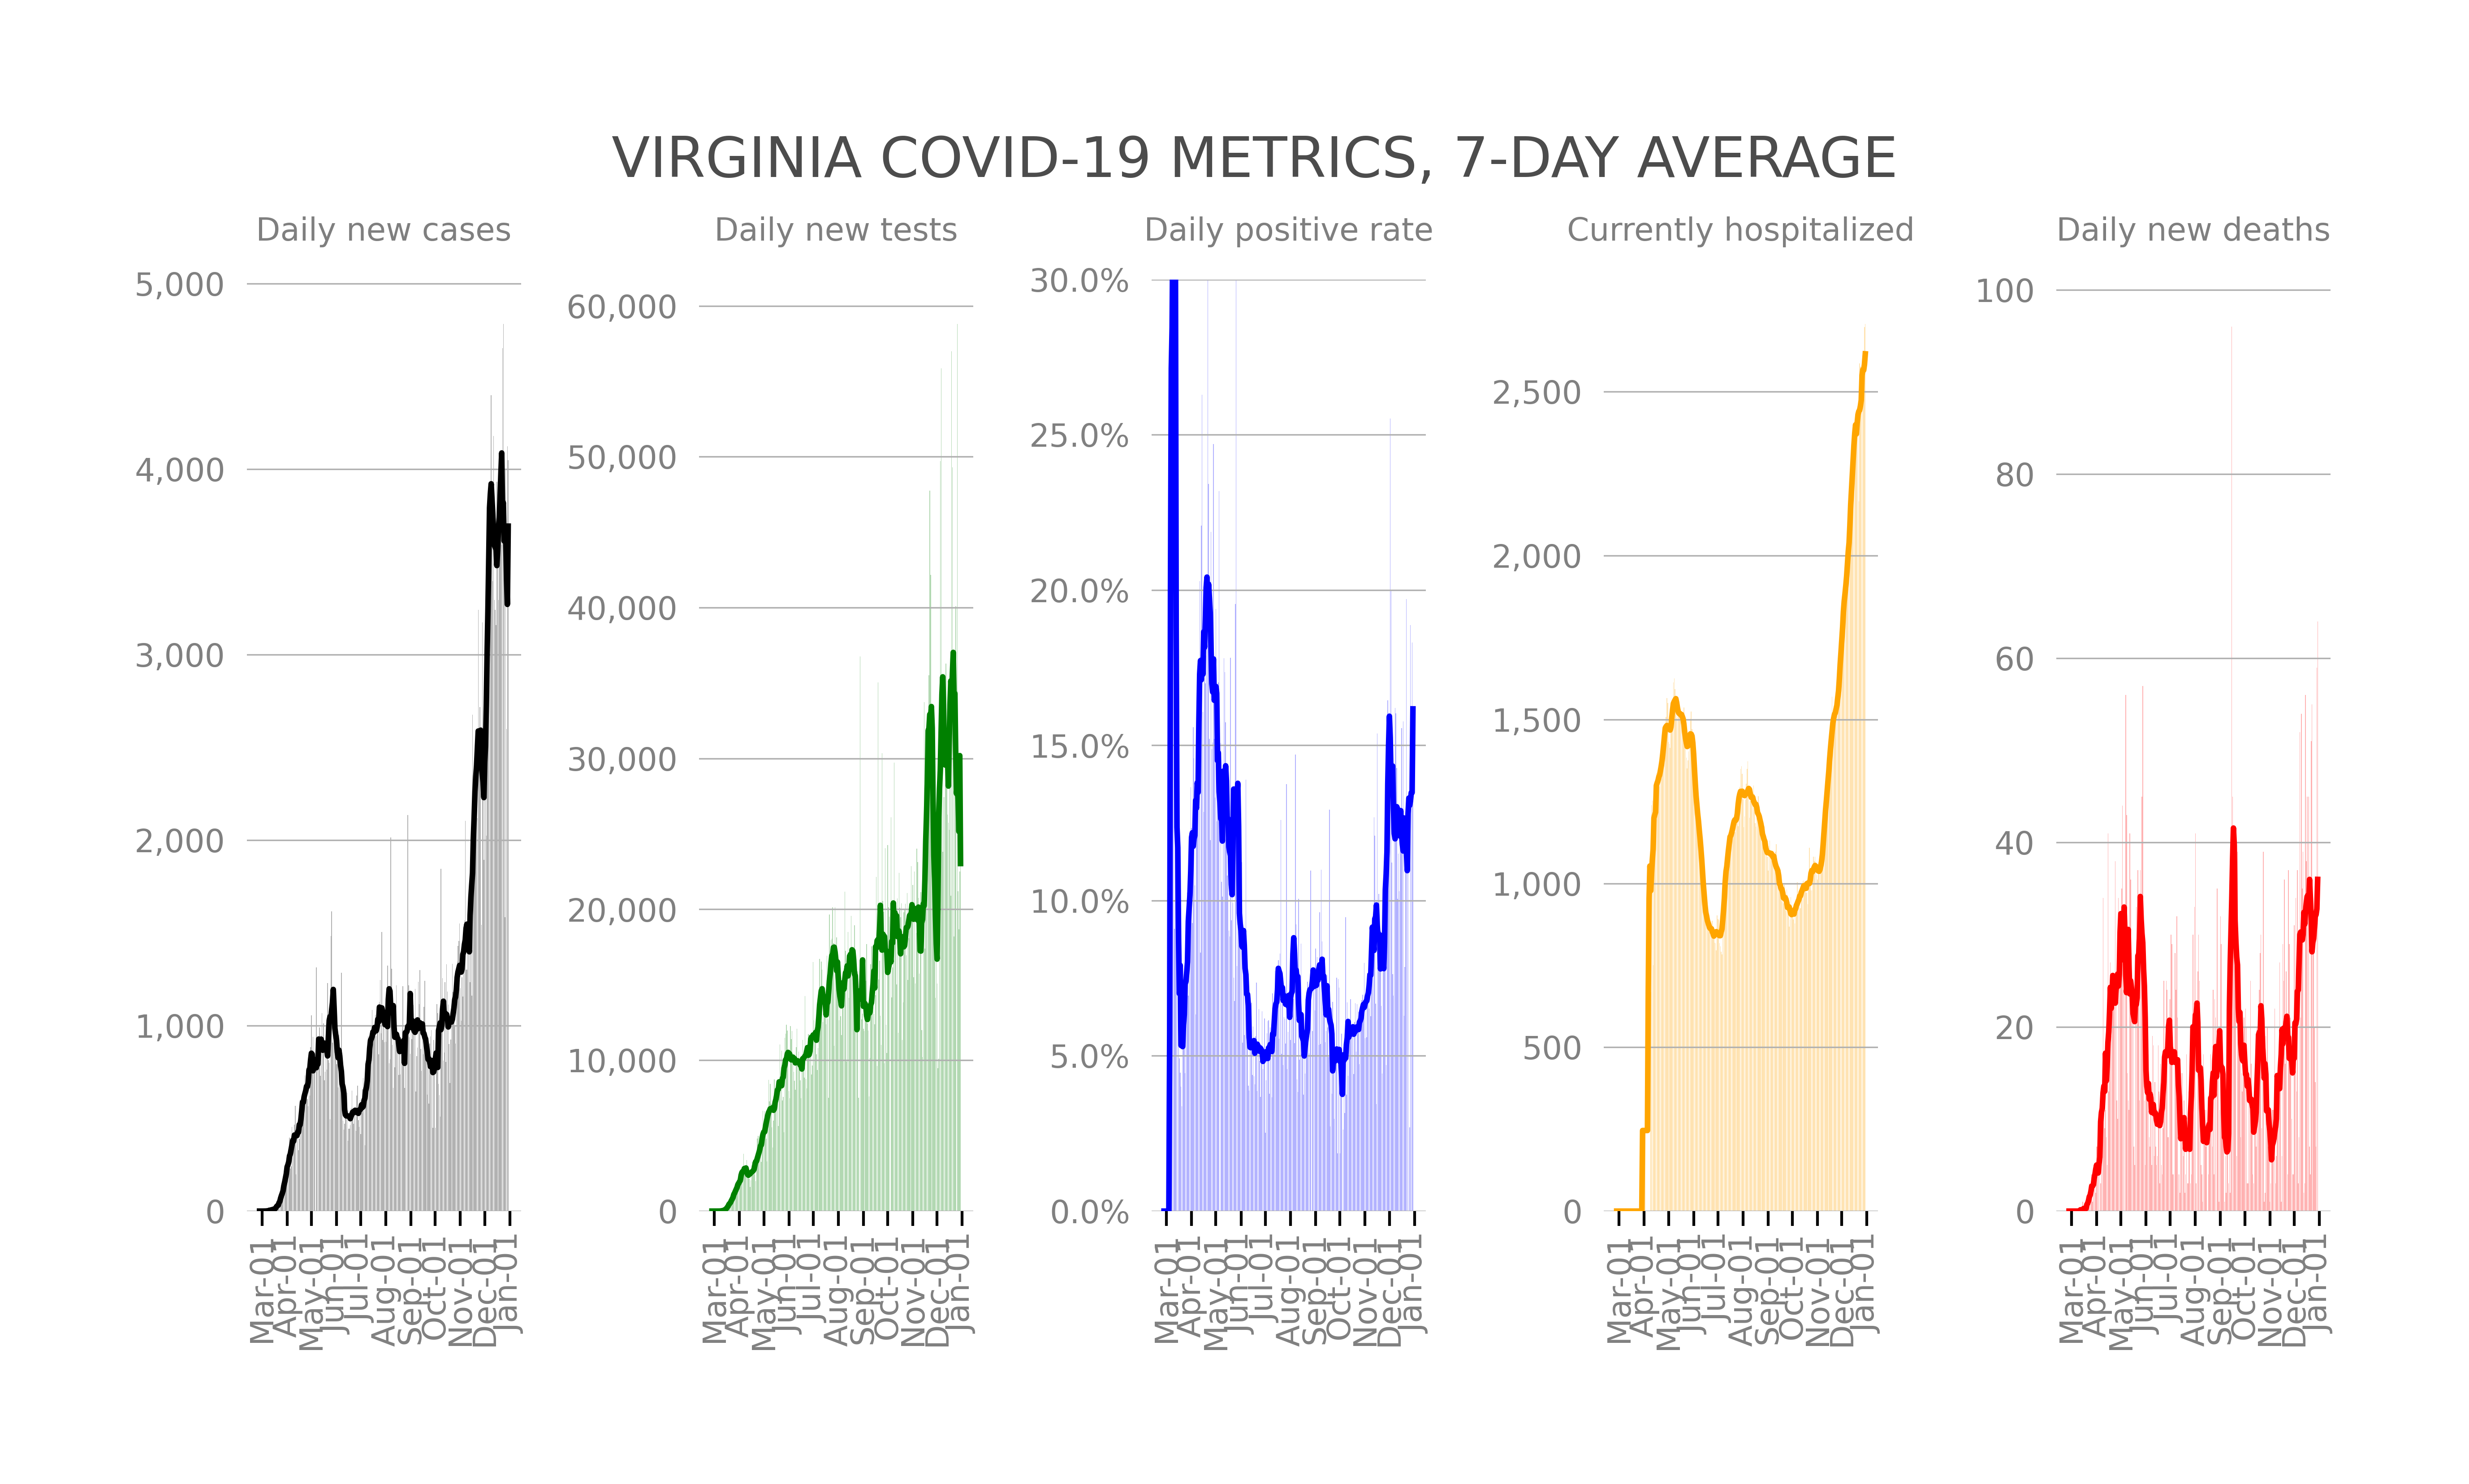 VIRGINIA COVID-19 METRICS, 7-DAY AVERAGE
Daily new cases
5,000
4,000
3,000
2,000
1,000
0
Mar-01
Apr-01
May-01
Jun-01
Jul-01
Aug-01
Sep-01
Oct-01
Nov-01
Dec-01
Jan-01
Daily new tests
60,000
50,000
40,000
30,000
20,000
10,000
0
Mar-01
Apr-01
May-01
Jun-01
Jul-01
Aug-01
Sep-01
Oct-01
Nov-01
Dec-01
Jan-01
Daily positive rate
30.0%
25.0%
20.0%
15.0%
10.0%
5.0%
0.0%
Mar-01
Apr-01
May-01
Jun-01
Jul-01
Aug-01
Sep-01
Oct-01
Nov-01
Dec-01
Jan-01
Currently hospitalized
2,500
2,000
1,500
1,000
500
0
Mar-01
Apr-01
May-01
Jun-01
Jul-01
Aug-01
Sep-01
Oct-01
Nov-01
Dec-01
Jan-01
Daily new deaths
100
80
60
40
20
0
Mar-01
Apr-01
May-01
Jun-01
Jul-01
Aug-01
Sep-01
Oct-01
Nov-01
Dec-01
Jan-01